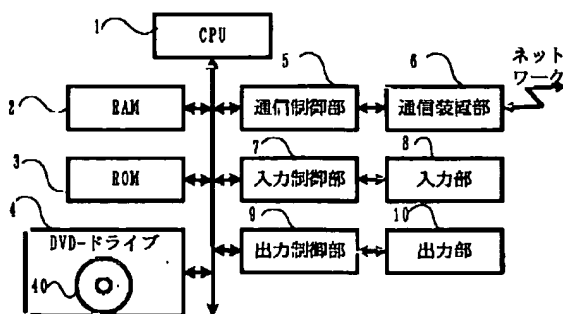 1
CPU
5
6
ネット
ワーク
2
RAM
通信制御部
通信装置部
3
ROM
7
入力制御部
8
入力部
4
DVD-ドライブ
40
9
出力制御部
10
出力部